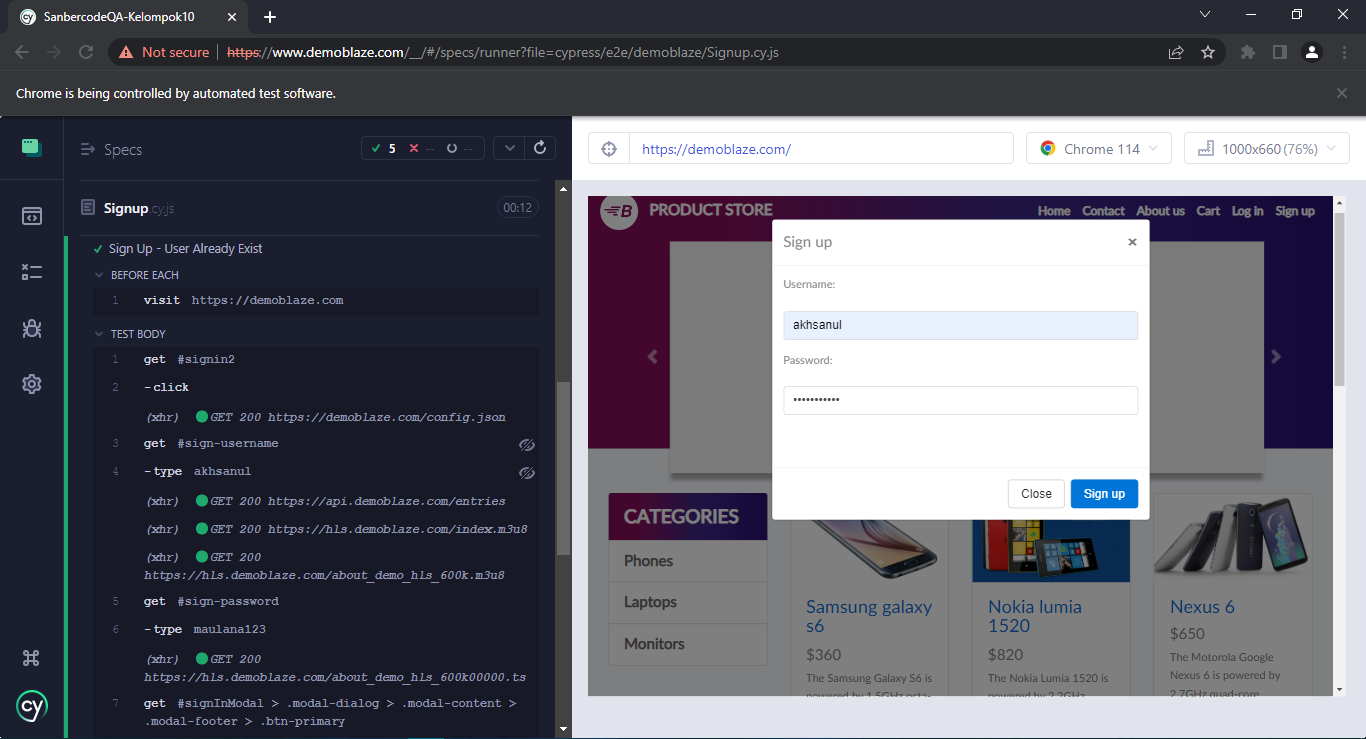 SanbercodeQA-Kelompok10
Not secure
https://www.demoblaze.com/__/#/specs/runner?file=cypress/e2e/demoblaze/Signup.cy.js
Chrome is being controlled by automated test software.
Specs
5 -- --
Signup.cy.js
00:12
Sign Up - User Already Exist
BEFORE EACH
1 visit https://demoblaze.com
TEST BODY
1 get #signin2
2 -click
(xhr) GET 200 https://demoblaze.com/config.json
3 get #sign-username
4 -type akhsanul
(xhr) GET 200 https://api.demoblaze.com/entries
(xhr) GET 200 https://hls.demoblaze.com/index.m3u8
(xhr) GET 200
https://hls.demoblaze.com/about_demo_hls_600k.m3u8
5 get #sign-password
6 -type maulana123
(xhr) GET 200
https://hls.demoblaze.com/about_demo_hls_600k00000.ts
7 get #signInModal > .modal-dialog > .modal-content >
.modal-footer > .btn-primary
cy
https://demoblaze.com/
Chrome 114
1000x660 (76%)
B PRODUCT STORE
Home Contact About us Cart Log in Sign up
Sign up
×
Username:
akhsanul
Password:
•••••••••••
Close
Sign up
CATEGORIES
Phones
Laptops
Monitors
Samsung galaxy
s6
$360
The Samsung Galaxy S6 is
powered by 1.5GHz octa-
Nokia lumia
1520
$820
The Nokia Lumia 1520 is
powered by 2.2GHz
Nexus 6
$650
The Motorola Google
Nexus 6 is powered by
2.7GHz quad-core